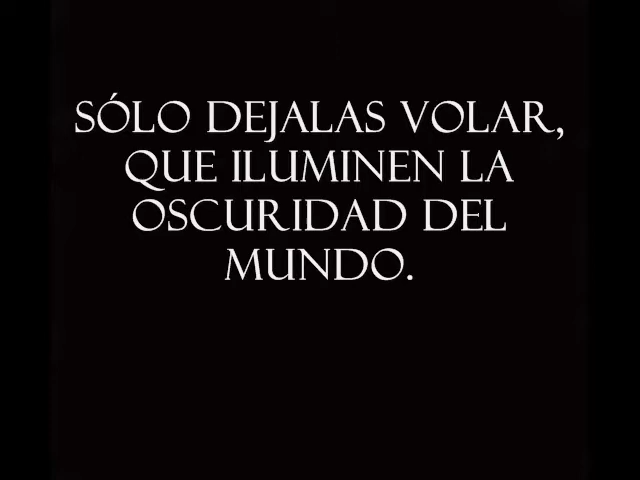 SÓLO DEJALAS VOLAR,
QUE ILUMINEN LA
OSCURIDAD DEL
MUNDO.